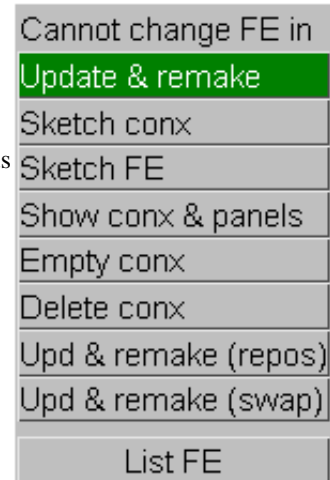 Cannot change FE in
Update & remake
Sketch conx
s
Sketch FE
Show conx & panels
Empty conx
Delete conx
Upd & remake (repos)
Upd & remake (swap)
List FE